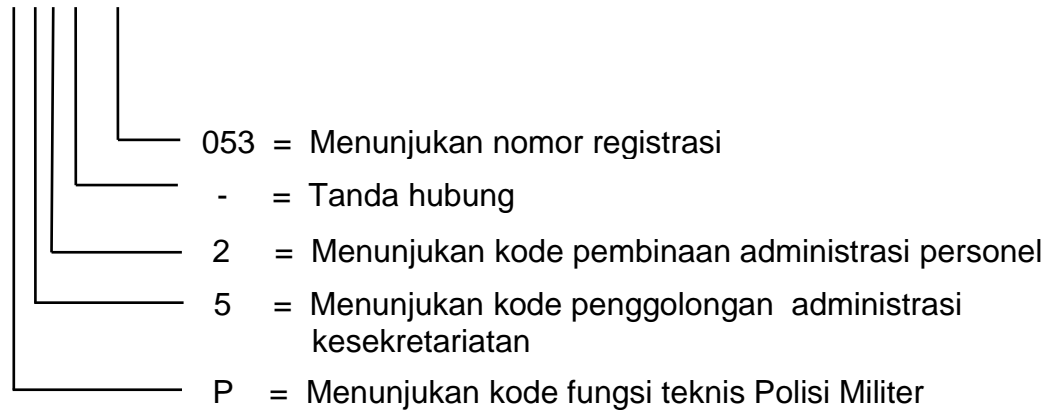 053 = Menunjukan nomor registrasi
- = Tanda hubung
2 = Menunjukan kode pembinaan administrasi personel
5 = Menunjukan kode penggolongan administrasi
kesekretariatan
P = Menunjukan kode fungsi teknis Polisi Militer